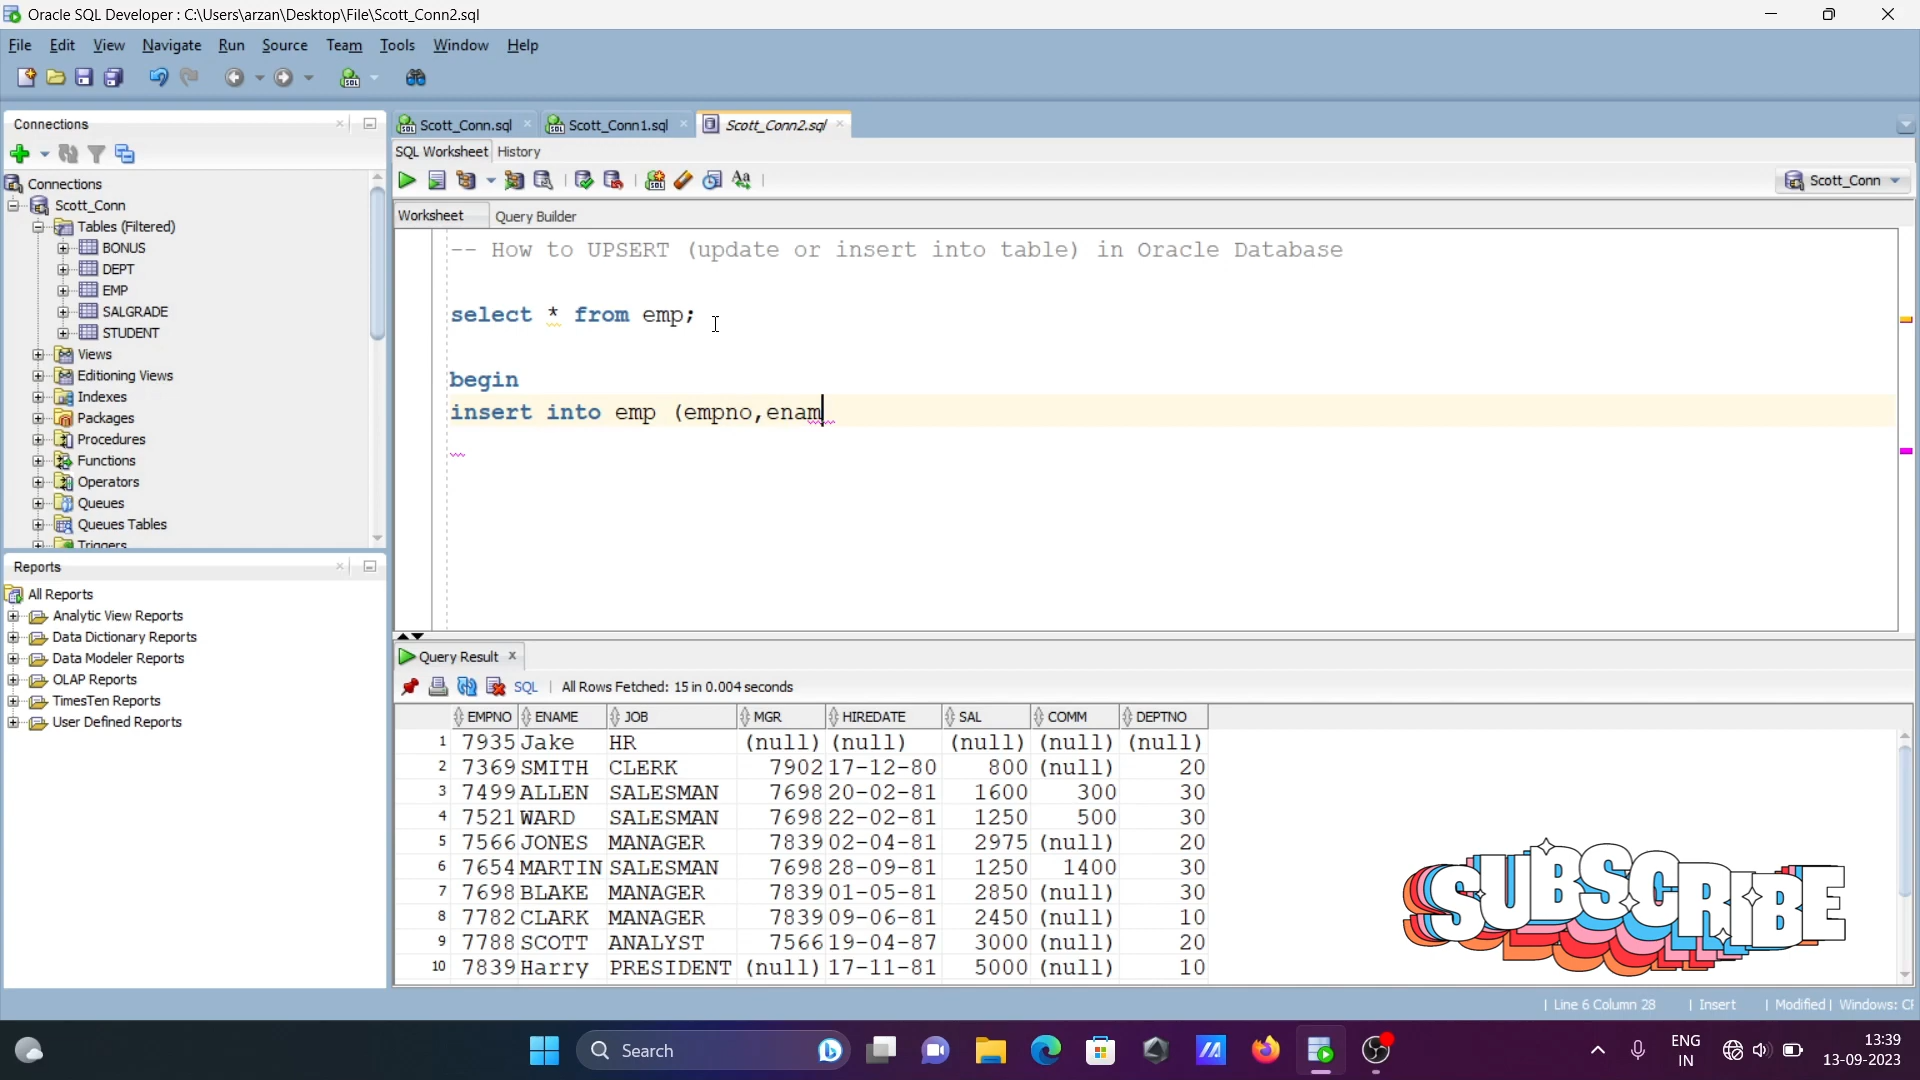 Oracle SQL Developer : C:\Users\arzan\Desktop\File\Scott_Conn2.sql
File Edit View Navigate Run Source Team Tools Window Help
Connections
Connections
Scott_Conn
Tables (Filtered)
BONUS
DEPT
EMP
SALGRADE
STUDENT
Views
Editioning Views
Indexes
Packages
Procedures
Functions
Operators
Queues
Queues Tables
Triggers
Reports
All Reports
Analytic View Reports
Data Dictionary Reports
Data Modeler Reports
OLAP Reports
TimesTen Reports
User Defined Reports
Scott_Conn.sql Scott_Conn1.sql Scott_Conn2.sql
SQL Worksheet History
Scott_Conn
Worksheet Query Builder
-- How to UPSERT (update or insert into table) in Oracle Database
select * from emp;
begin
insert into emp (empno,enam
Query Result
SQL | All Rows Fetched: 15 in 0.004 seconds
EMPNO ENAME JOB MGR HIREDATE SAL COMM DEPTNO
1 7935 Jake HR (null) (null) (null) (null) (null)
2 7369 SMITH CLERK 7902 17-12-80 800 (null) 20
3 7499 ALLEN SALESMAN 7698 20-02-81 1600 300 30
4 7521 WARD SALESMAN 7698 22-02-81 1250 500 30
5 7566 JONES MANAGER 7839 02-04-81 2975 (null) 20
6 7654 MARTIN SALESMAN 7698 28-09-81 1250 1400 30
7 7698 BLAKE MANAGER 7839 01-05-81 2850 (null) 30
8 7782 CLARK MANAGER 7839 09-06-81 2450 (null) 10
9 7788 SCOTT ANALYST 7566 19-04-87 3000 (null) 20
10 7839 Harry PRESIDENT (null) 17-11-81 5000 (null) 10
SUBSCRIBE
| Line 6 Column 28 | Insert | Modified | Windows: CF
Search
ENG
IN
13:39
13-09-2023